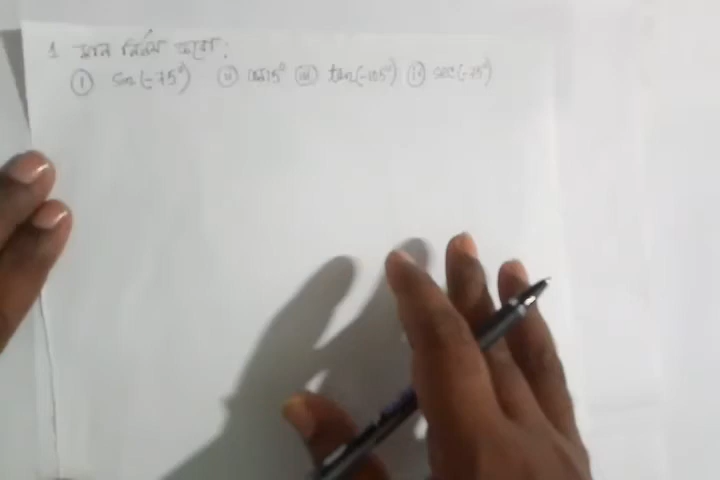 1 মান নির্ণয় করো:
i sin(-75°) ii cos15° iii tan(-105°) iv sec(-75°)